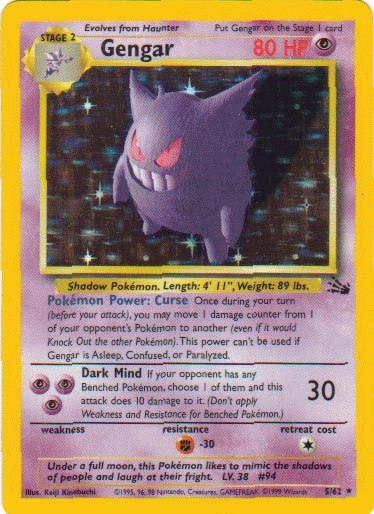 Evolves from Haunter Put Gengar on the Stage 1 card
STAGE 2
Gengar 80 HP
Shadow Pokémon. Length: 4' 11", Weight: 89 lbs.
Pokémon Power: Curse Once during your turn
(before your attack), you may move 1 damage counter from 1
of your opponent's Pokémon to another (even if it would
Knock Out the other Pokémon). This power can't be used if
Gengar is Asleep, Confused, or Paralyzed.
Dark Mind If your opponent has any
Benched Pokémon, choose 1 of them and this
attack does 10 damage to it. (Don't apply
Weakness and Resistance for Benched Pokémon.)
30
weakness resistance retreat cost
-30
Under a full moon, this Pokémon likes to mimic the shadows
of people and laugh at their fright. LV. 38 #94
Illus. Keiji Kinebuchi ©1995, 96, 98 Nintendo, Creatures, GAMEFREAK. ©1999 Wizards. 5/62